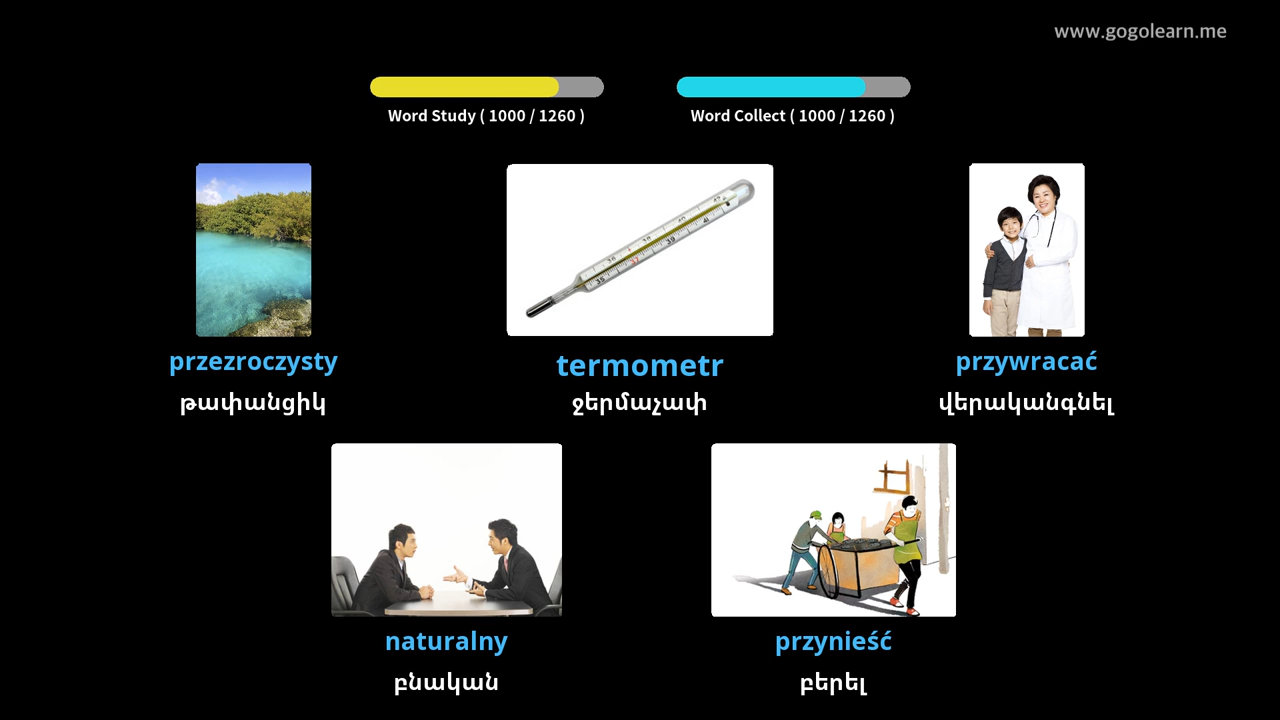 www.gogolearn.me
Word Study ( 1000 / 1260 )
Word Collect ( 1000 / 1260 )
przezroczysty
թափանցիկ
termometr
ջերմաչափ
przywracać
վերականգնել
naturalny
բնական
przynieść
բերել